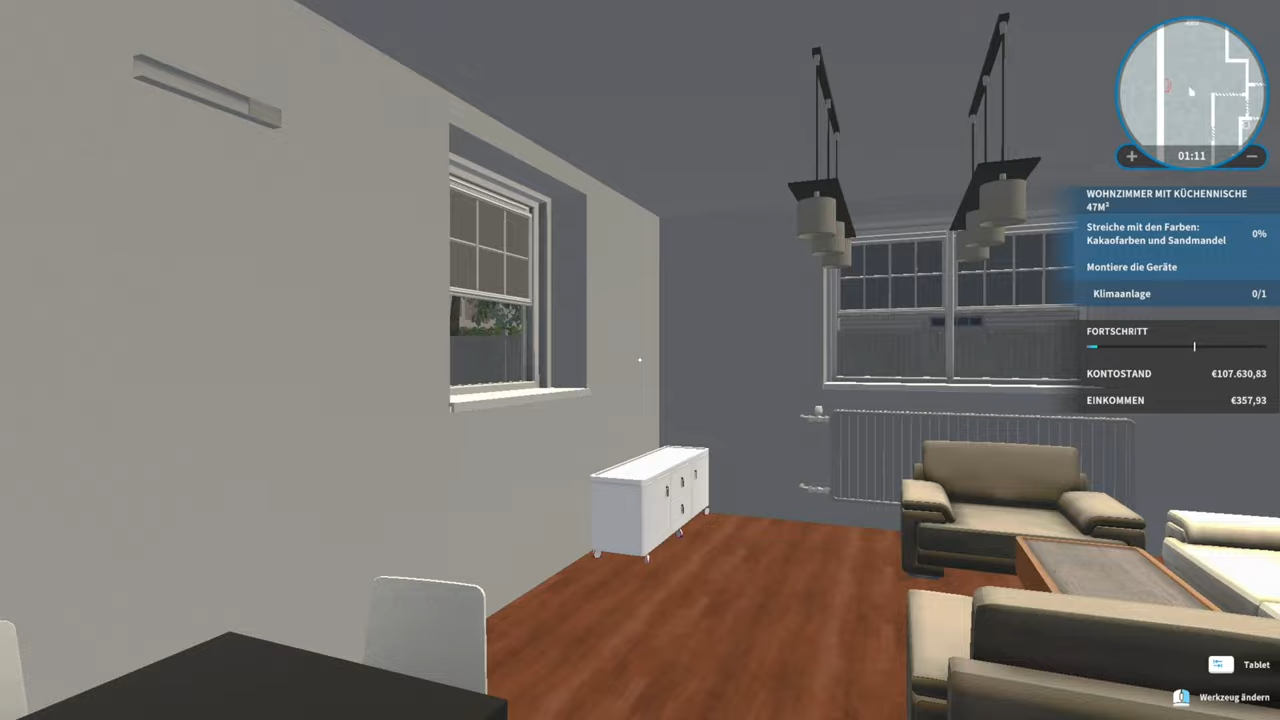 01:11
WOHNZIMMER MIT KÜCHENNISCHE
47M²
Streiche mit den Farben:
Kakaofarben und Sandmandel
0%
Montiere die Geräte
Klimaanlage 0/1
FORTSCHRITT
KONTOSTAND €107.630,83
EINKOMMEN €357,93
Tablet
Werkzeug ändern